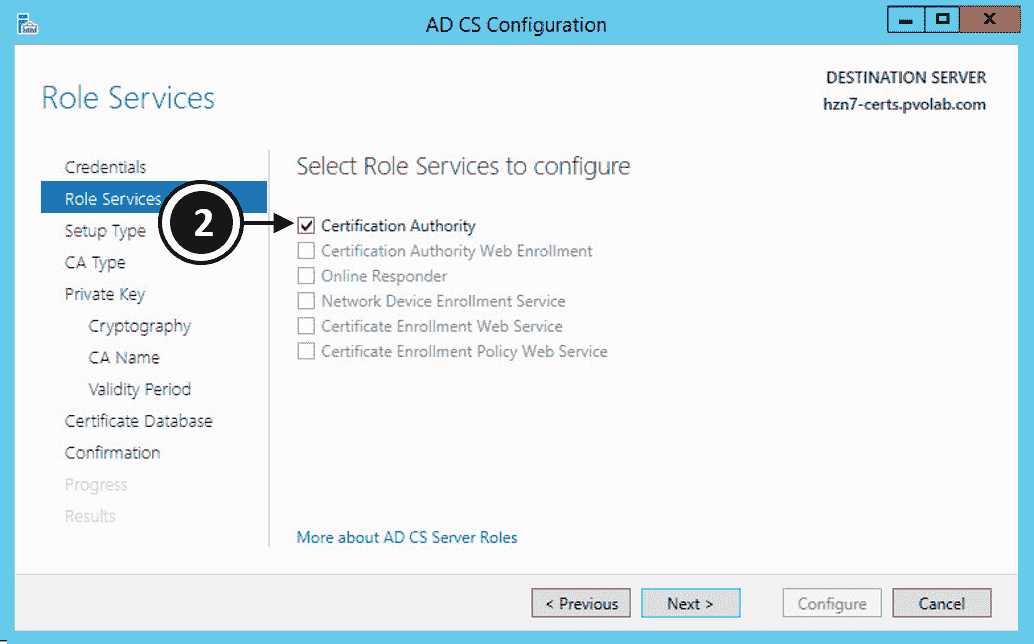 AD CS Configuration
Role Services
DESTINATION SERVER
hzn7-certs.pvolab.com
Credentials
Role Services
Setup Type
CA Type
Private Key
Cryptography
CA Name
Validity Period
Certificate Database
Confirmation
Progress
Results
2
Select Role Services to configure
Certification Authority
Certification Authority Web Enrollment
Online Responder
Network Device Enrollment Service
Certificate Enrollment Web Service
Certificate Enrollment Policy Web Service
More about AD CS Server Roles
< Previous
Next >
Configure
Cancel